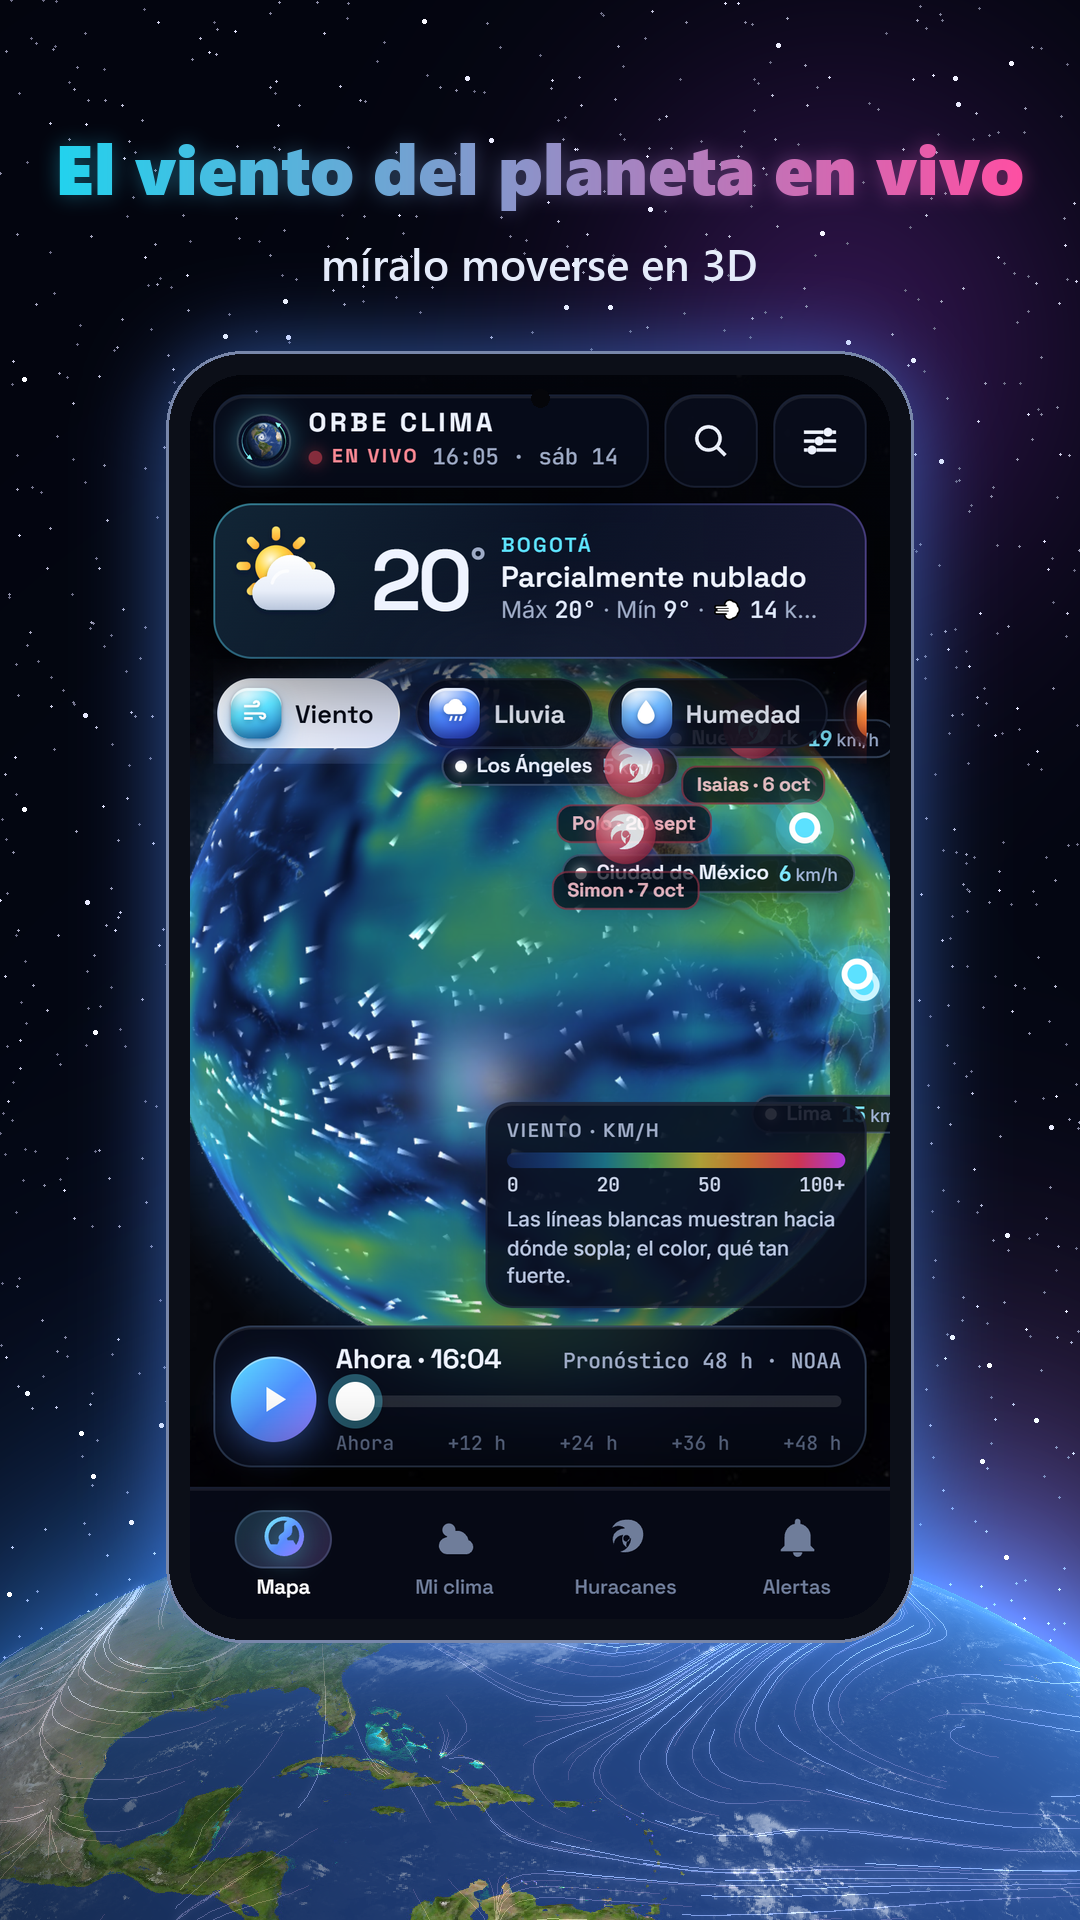 El viento del planeta en vivo
míralo moverse en 3D
ORBE CLIMA
EN VIVO 16:05 · sáb 14
BOGOTÁ
20°
Parcialmente nublado
Máx 20° · Mín 9° · 14 k...
Viento
Lluvia
Humedad
19 km/h
Los Ángeles
Isaias · 6 oct
sept
Ciudad de México 6 km/h
Simon · 7 oct
Lima 15 km
VIENTO · KM/H
0 20 50 100+
Las líneas blancas muestran hacia
dónde sopla; el color, qué tan
fuerte.
Ahora · 16:04
Pronóstico 48 h · NOAA
Ahora +12 h +24 h +36 h +48 h
Mapa
Mi clima
Huracanes
Alertas